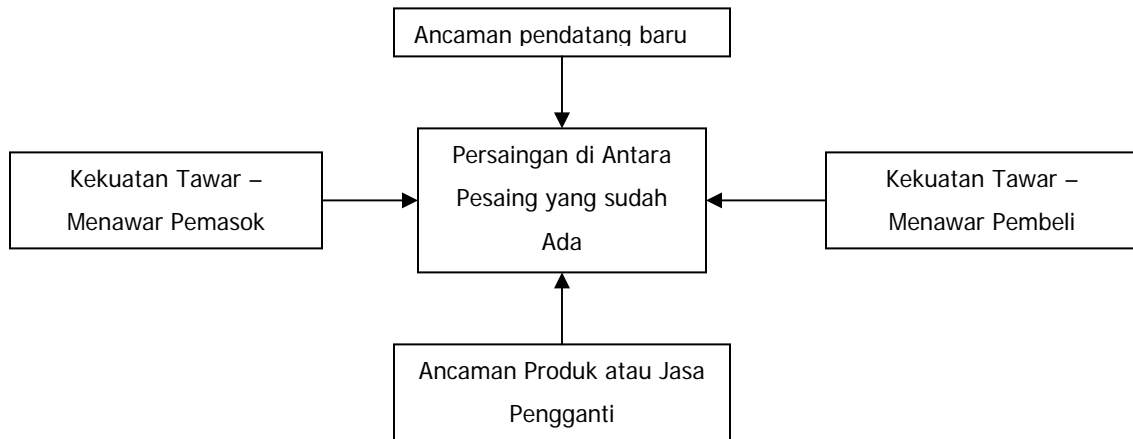 Ancaman pendatang baru
Kekuatan Tawar –
Menawar Pemasok
Persaingan di Antara
Pesaing yang sudah
Ada
Kekuatan Tawar –
Menawar Pembeli
Ancaman Produk atau Jasa
Pengganti